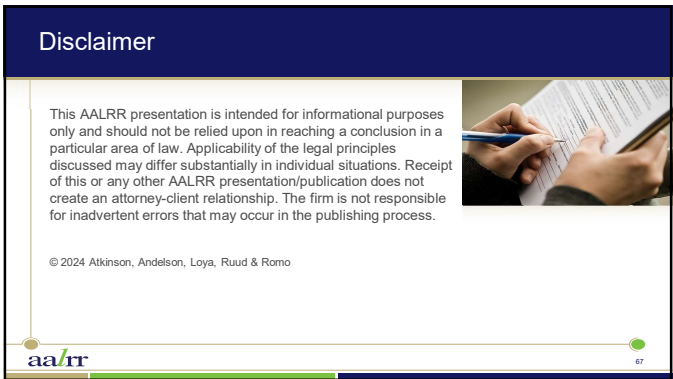 Disclaimer
This AALRR presentation is intended for informational purposes
only and should not be relied upon in reaching a conclusion in a
particular area of law. Applicability of the legal principles
discussed may differ substantially in individual situations. Receipt
of this or any other AALRR presentation/publication does not
create an attorney-client relationship. The firm is not responsible
for inadvertent errors that may occur in the publishing process.
© 2024 Atkinson, Andelson, Loya, Ruud & Romo
aalrr
67